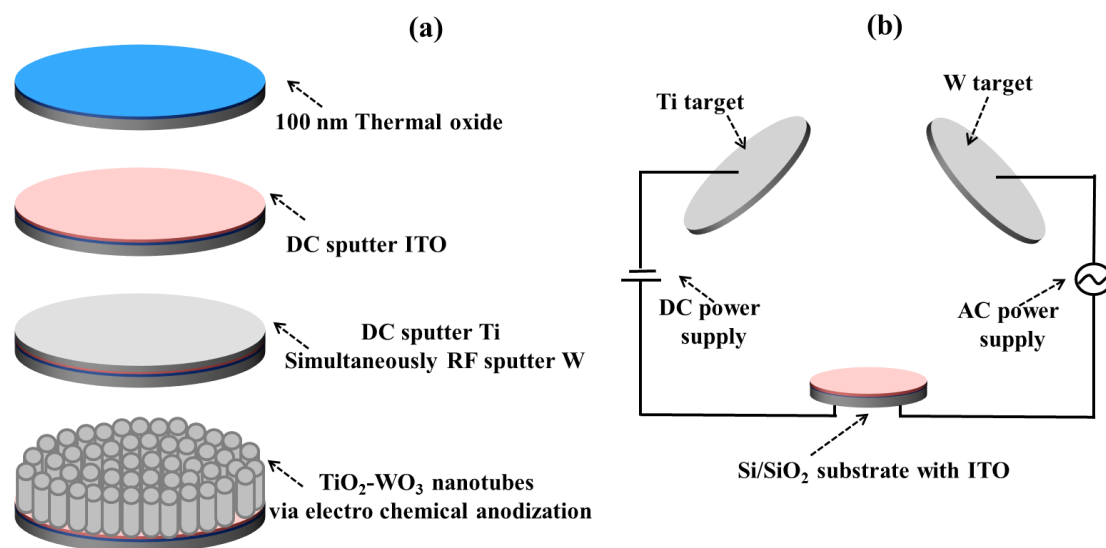 (a)
100 nm Thermal oxide
DC sputter ITO
DC sputter Ti
Simultaneously RF sputter W
TiO₂-WO₃ nanotubes
via electro chemical anodization
(b)
Ti target
W target
DC power
supply
AC power
supply
Si/SiO₂ substrate with ITO